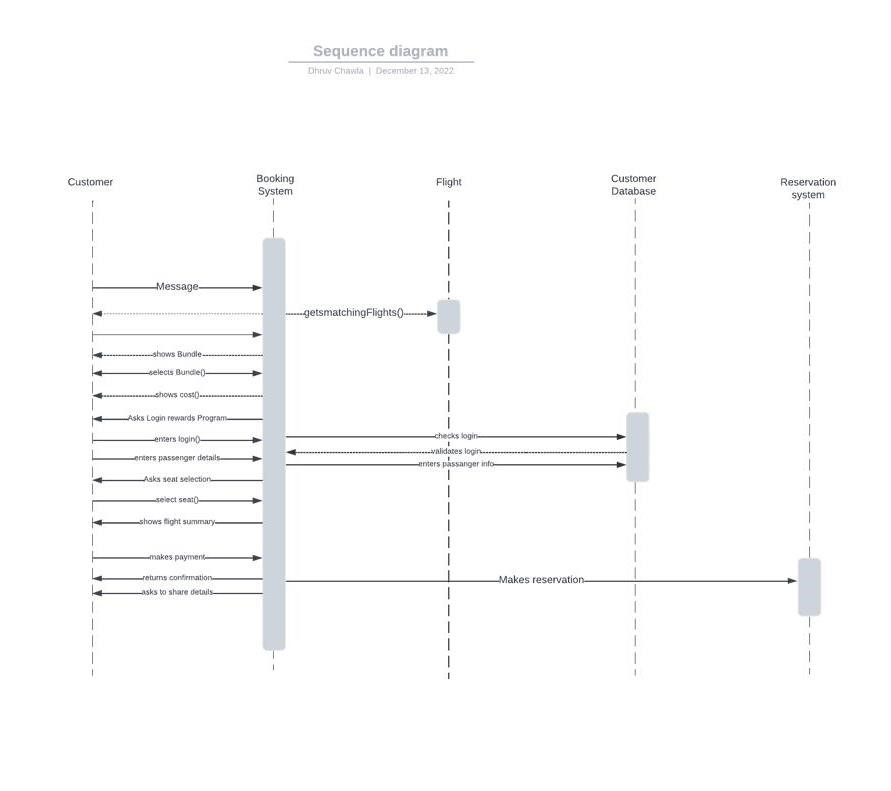 Sequence diagram
Dhruv Chawla | December 13, 2022
Customer
Booking
System
Flight
Customer
Database
Reservation
system
Message
getsmatchingFlights()
shows Bundle
selects Bundle()
shows cost()
Asks Login rewards Program
enters login()
checks login
validates login
enters passenger details
enters passanger info
Asks seat selection
select seat()
shows flight summary
makes payment
returns confirmation
Makes reservation
asks to share details